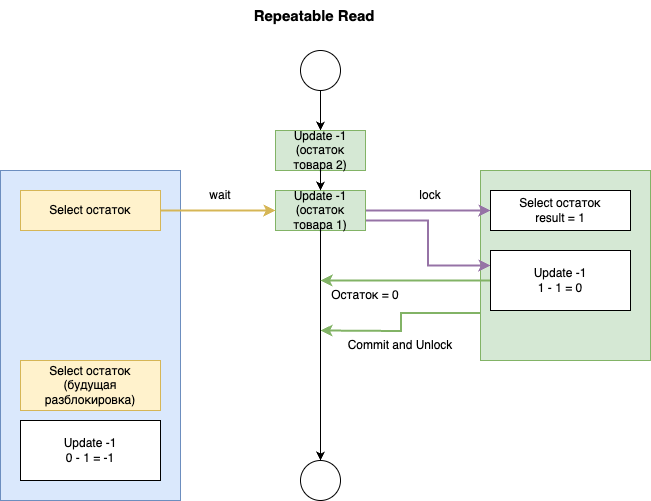 Repeatable Read
Update -1
(остаток
товара 2)
Select остаток
wait
Update -1
(остаток
товара 1)
lock
Select остаток
result = 1
Update -1
1 - 1 = 0
Остаток = 0
Commit and Unlock
Select остаток
(будущая
разблокировка)
Update -1
0 - 1 = -1